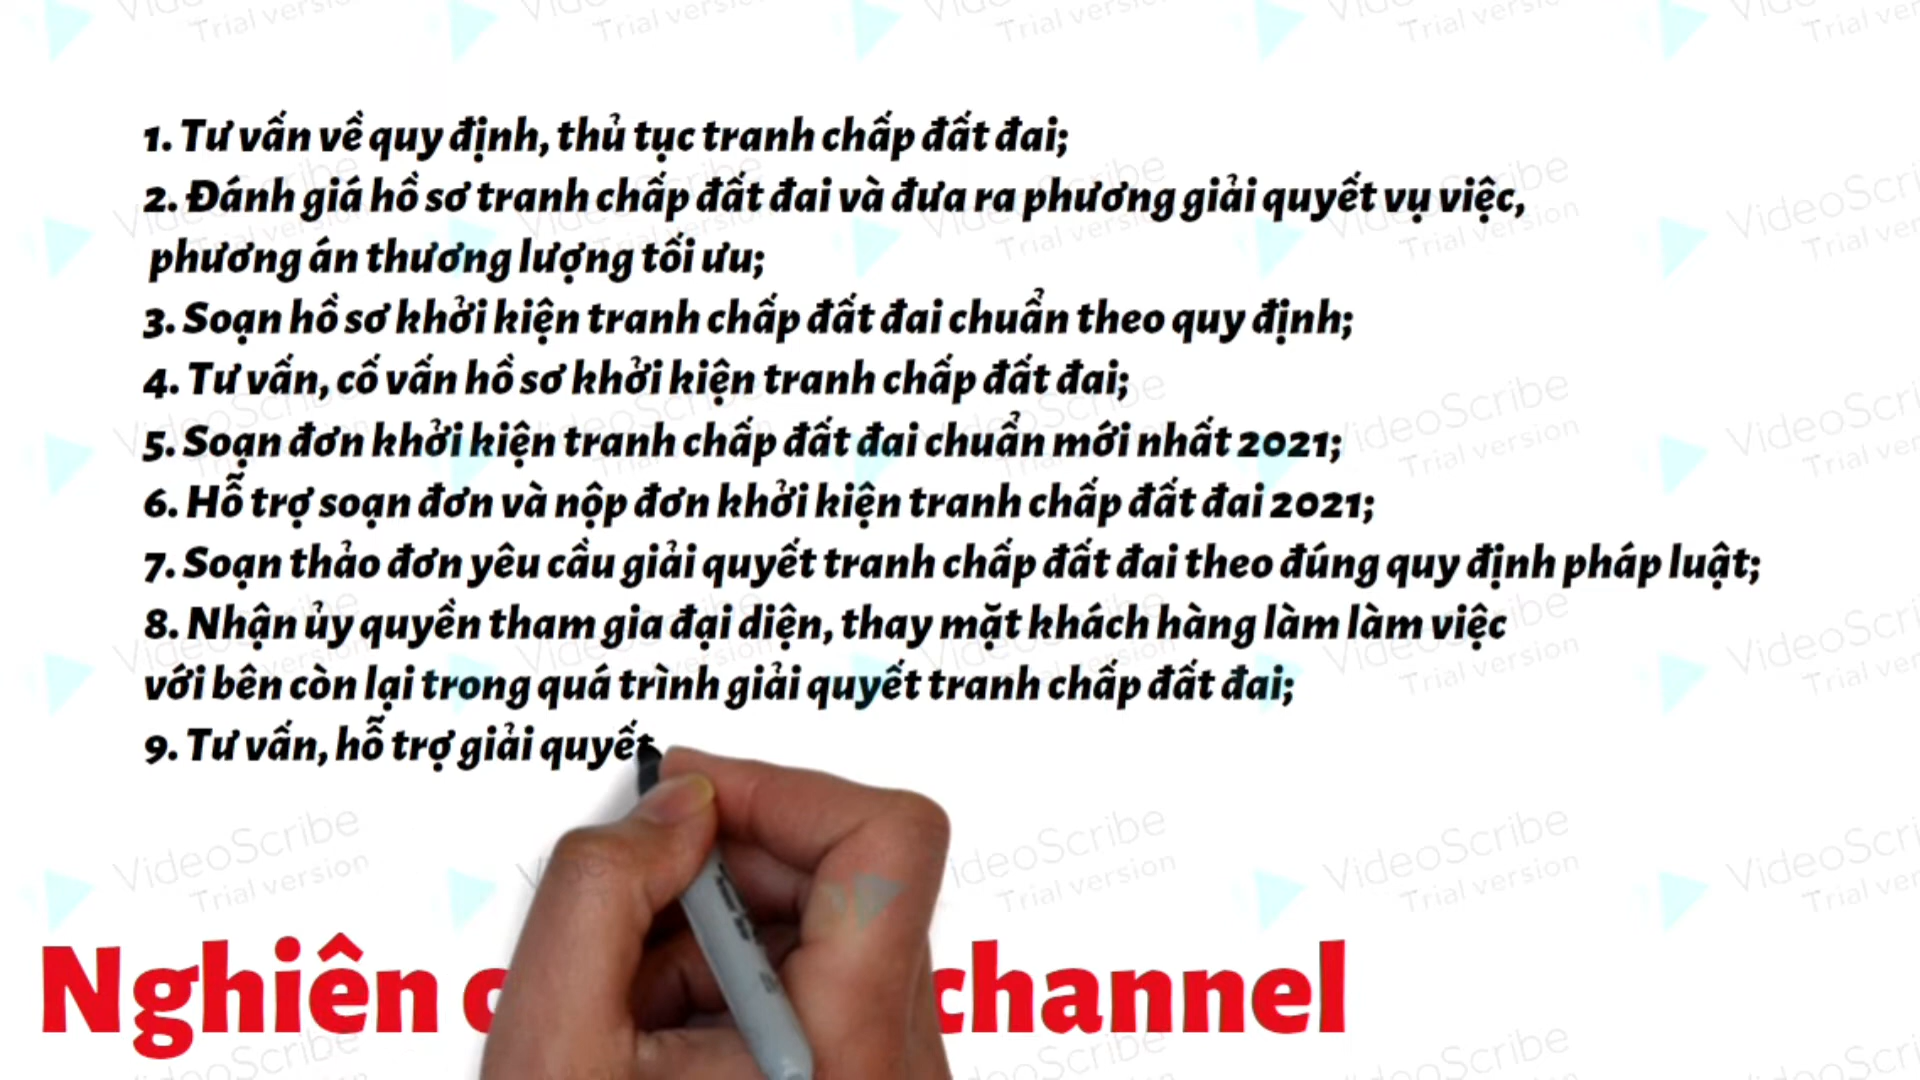 1. Tư vấn về quy định, thủ tục tranh chấp đất đai;
2. Đánh giá hồ sơ tranh chấp đất đai và đưa ra phương giải quyết vụ việc,
phương án thương lượng tối ưu;
3. Soạn hồ sơ khởi kiện tranh chấp đất đai chuẩn theo quy định;
4. Tư vấn, cố vấn hồ sơ khởi kiện tranh chấp đất đai;
5. Soạn đơn khởi kiện tranh chấp đất đai chuẩn mới nhất 2021;
6. Hỗ trợ soạn đơn và nộp đơn khởi kiện tranh chấp đất đai 2021;
7. Soạn thảo đơn yêu cầu giải quyết tranh chấp đất đai theo đúng quy định pháp luật;
8. Nhận ủy quyền tham gia đại diện, thay mặt khách hàng làm làm việc
với bên còn lại trong quá trình giải quyết tranh chấp đất đai;
9. Tư vấn, hỗ trợ giải quyết
Nghiên channel
VideoScribe
Trial version